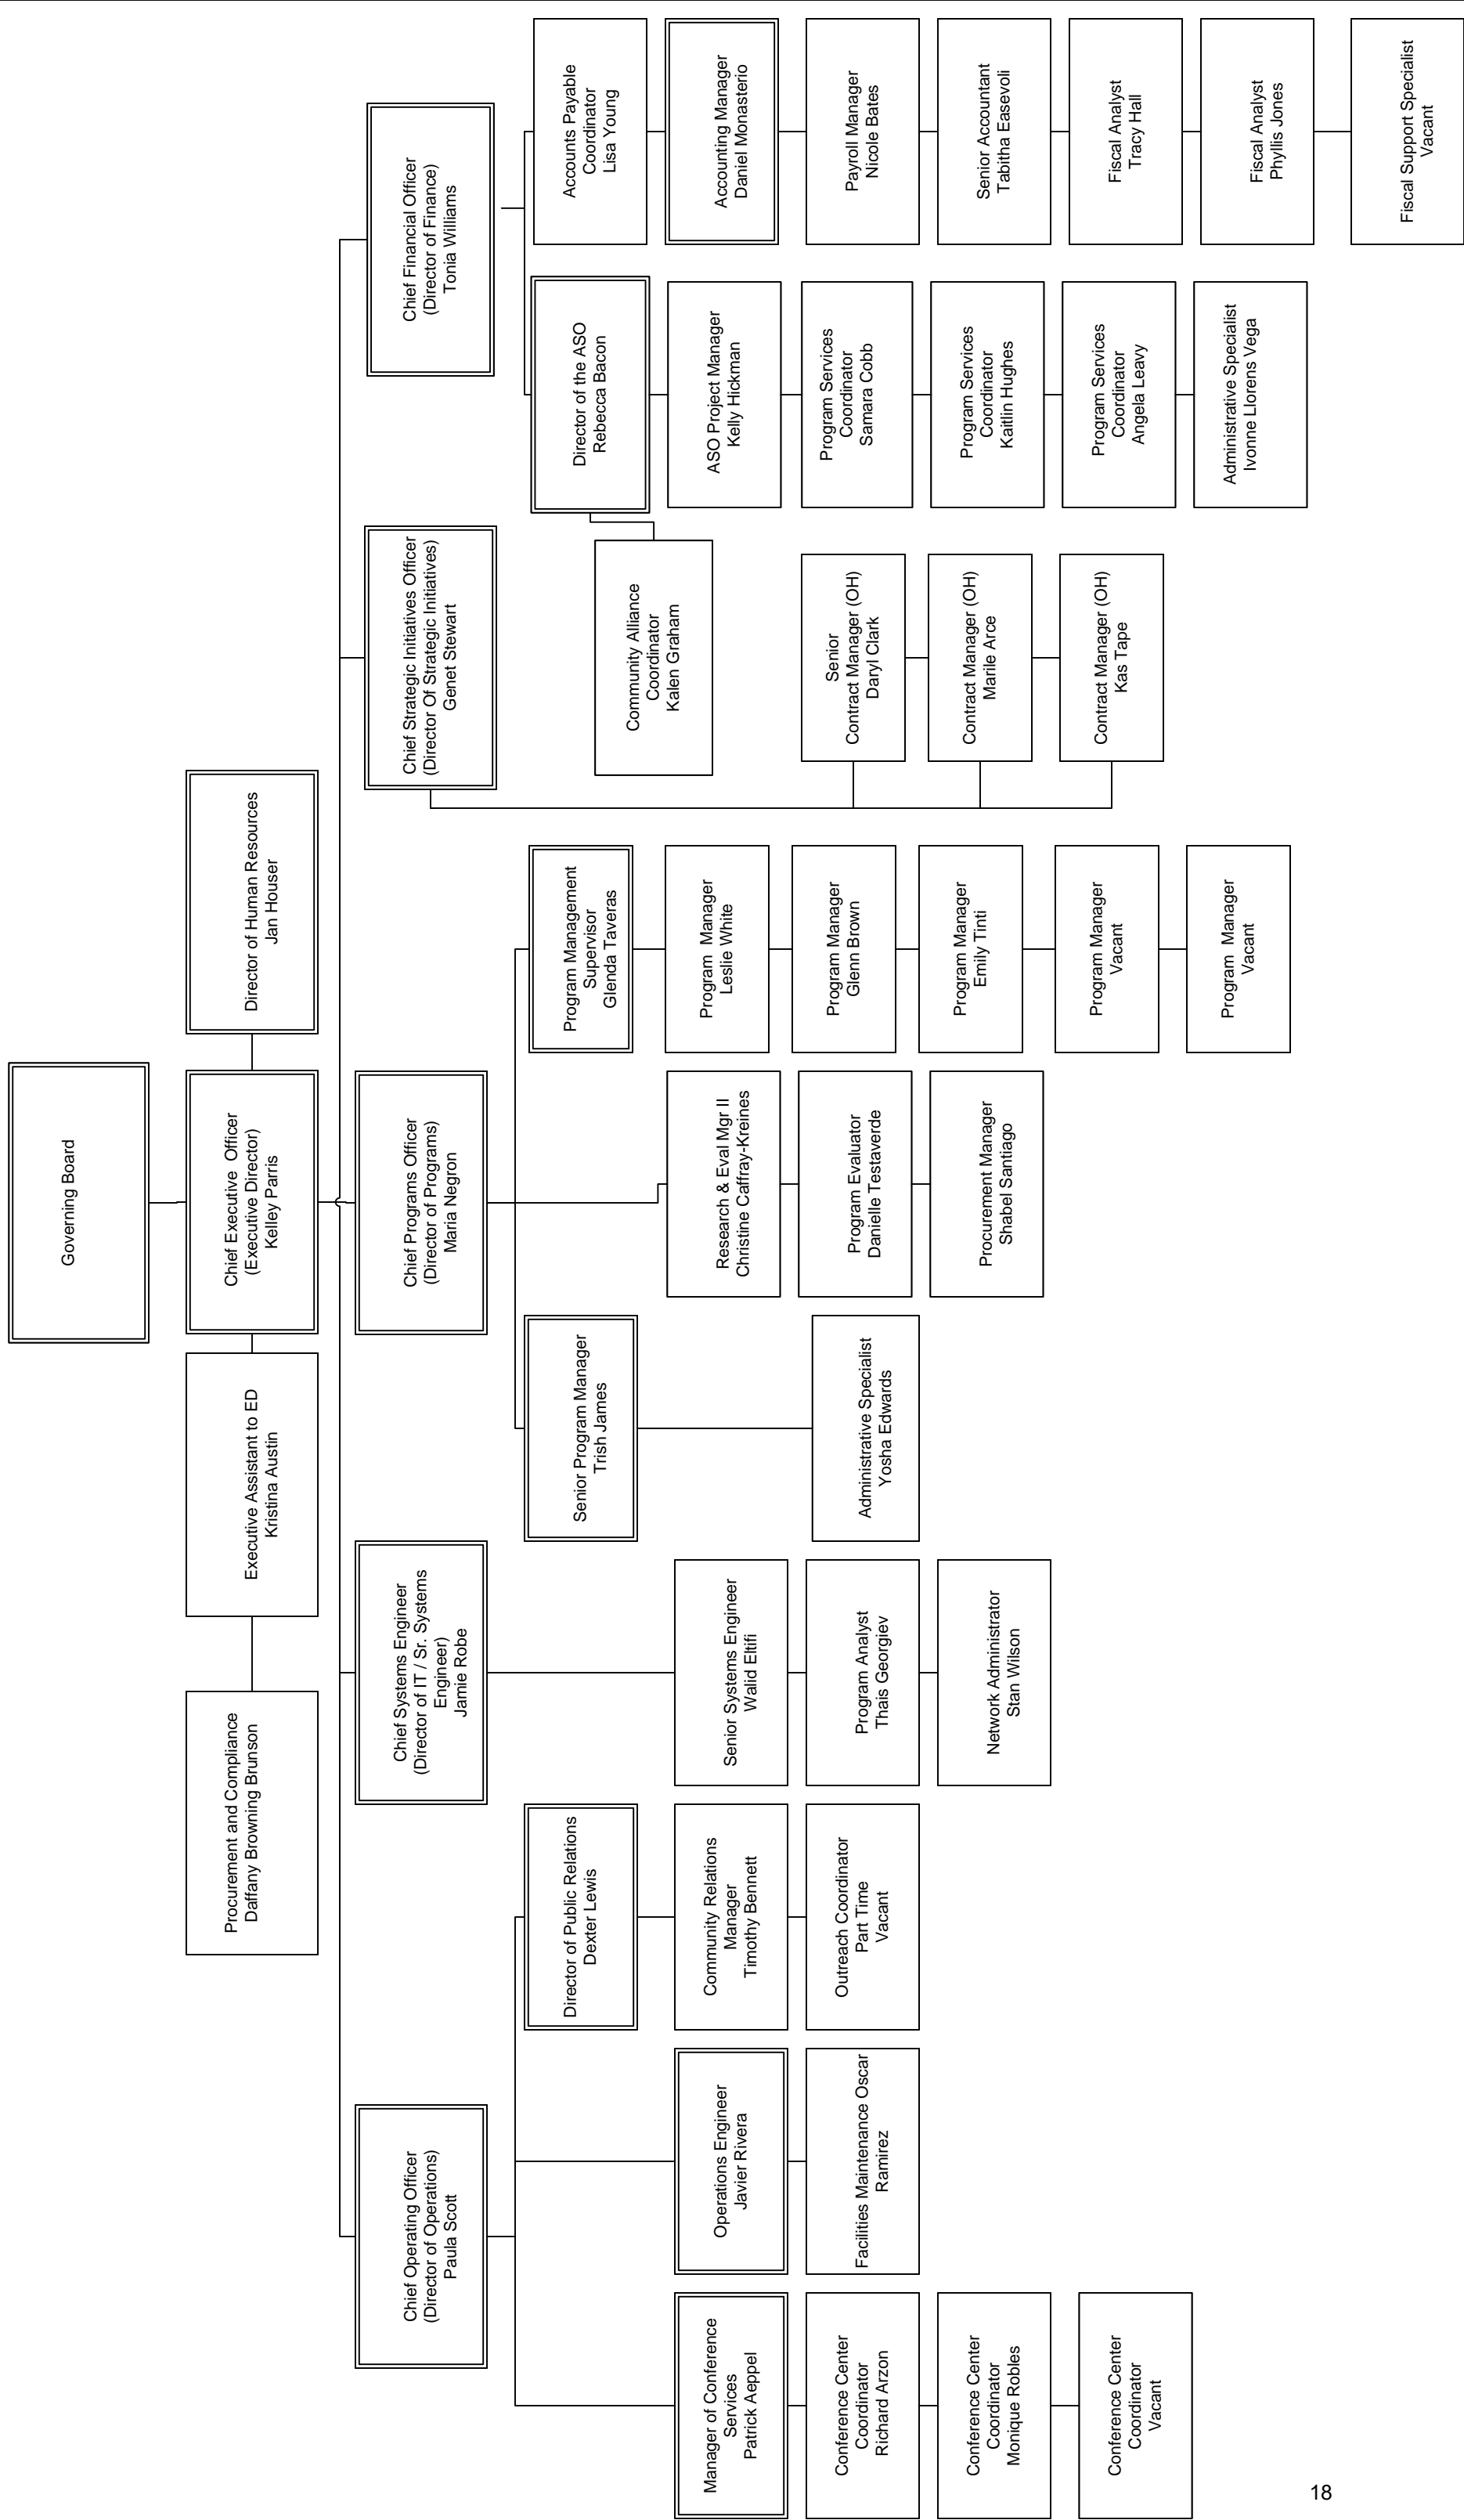 Governing Board
Procurement and Compliance
Daffany Browning Brunson
Executive Assistant to ED
Kristina Austin
Chief Executive  Officer
(Executive Director)
Kelley Parris
Director of Human Resources
Jan Houser
Chief Operating Officer
(Director of Operations)
Paula Scott
Chief Systems Engineer
(Director of IT / Sr. Systems
Engineer)
Jamie Robe
Chief Programs Officer
(Director of Programs)
Maria Negron
Chief Strategic Initiatives Officer
(Director Of Strategic Initiatives)
Genet Stewart
Chief Financial Officer
(Director of Finance)
Tonia Williams
Manager of Conference
Services
Patrick Aeppel
Conference Center
Coordinator
Richard Arzon
Conference Center
Coordinator
Monique Robles
Conference Center
Coordinator
Vacant
Operations Engineer
Javier Rivera
Facilities Maintenance Oscar
Ramirez
Director of Public Relations
Dexter Lewis
Community Relations
Manager
Timothy Bennett
Outreach Coordinator
Part Time
Vacant
Senior Systems Engineer
Walid Eltifi
Program Analyst
Thais Georgiev
Network Administrator
Stan Wilson
Senior Program Manager
Trish James
Administrative Specialist
Yosha Edwards
Research & Eval Mgr II
Christine Caffray-Kreines
Program Evaluator
Danielle Testaverde
Procurement Manager
Shabel Santiago
Program Management
Supervisor
Glenda Taveras
Program  Manager
Leslie White
Program Manager
Glenn Brown
Program Manager
Emily Tinti
Program Manager
Vacant
Program  Manager
Vacant
Senior
Contract Manager (OH)
Daryl Clark
Contract Manager (OH)
Marile Arce
Contract Manager (OH)
Kas Tape
Community Alliance
Coordinator
Kalen Graham
Director of the ASO
Rebecca Bacon
ASO Project Manager
Kelly Hickman
Program Services
Coordinator
Samara Cobb
Program Services
Coordinator
Kaitlin Hughes
Program Services
Coordinator
Angela Leavy
Administrative Specialist
Ivonne Llorens Vega
Accounts Payable
Coordinator
Lisa Young
Accounting Manager
Daniel Monasterio
Payroll Manager
Nicole Bates
Senior Accountant
Tabitha Easevoli
Fiscal Analyst
Tracy Hall
Fiscal Analyst
Phyllis Jones
Fiscal Support Specialist
Vacant
18